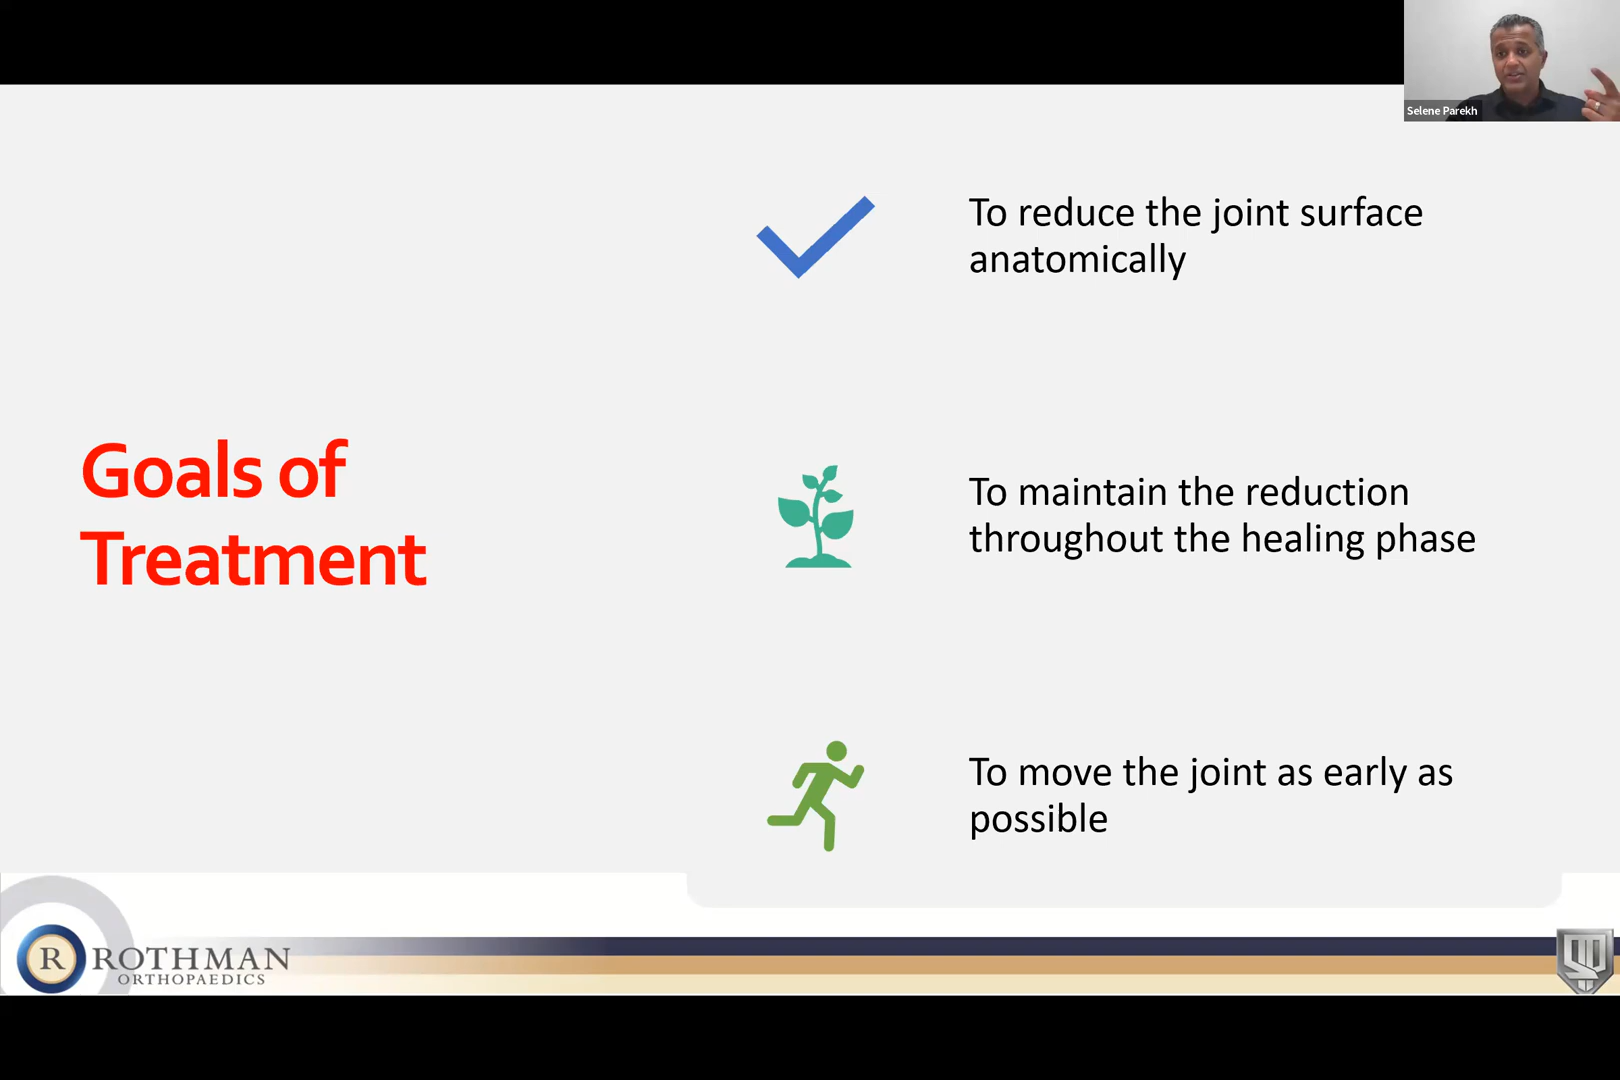 Selene Parekh
Goals of
Treatment
To reduce the joint surface
anatomically
To maintain the reduction
throughout the healing phase
To move the joint as early as
possible
R ROTHMAN
ORTHOPAEDICS